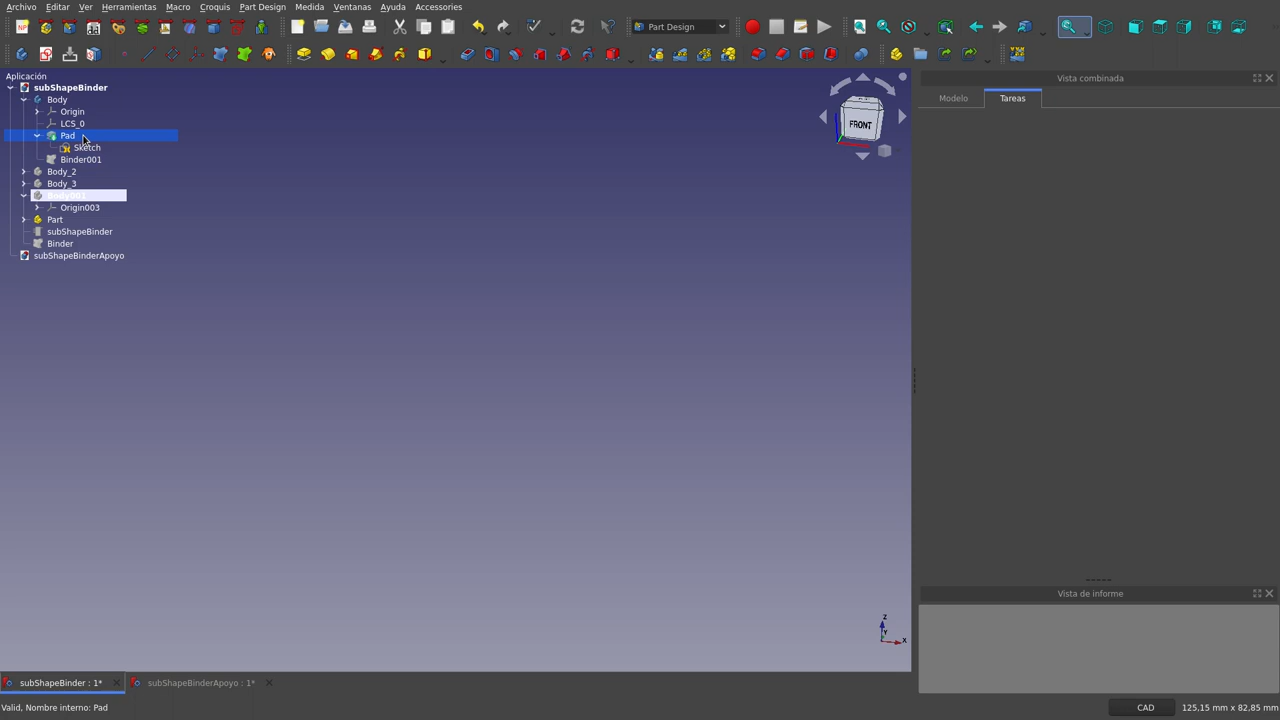 Archivo Editar Ver Herramientas Macro Croquis Part Design Medida Ventanas Ayuda Accessories
Part Design
Aplicación
subShapeBinder
Body
Origin
LCS_0
Pad
Sketch
Binder001
Body_2
Body_3
Body001
Origin003
Part
subShapeBinder
Binder
subShapeBinderApoyo
FRONT
Vista combinada
Modelo Tareas
Vista de informe
Z
Y
X
subShapeBinder : 1* subShapeBinderApoyo : 1*
Valid, Nombre interno: Pad
CAD 125,15 mm x 82,85 mm